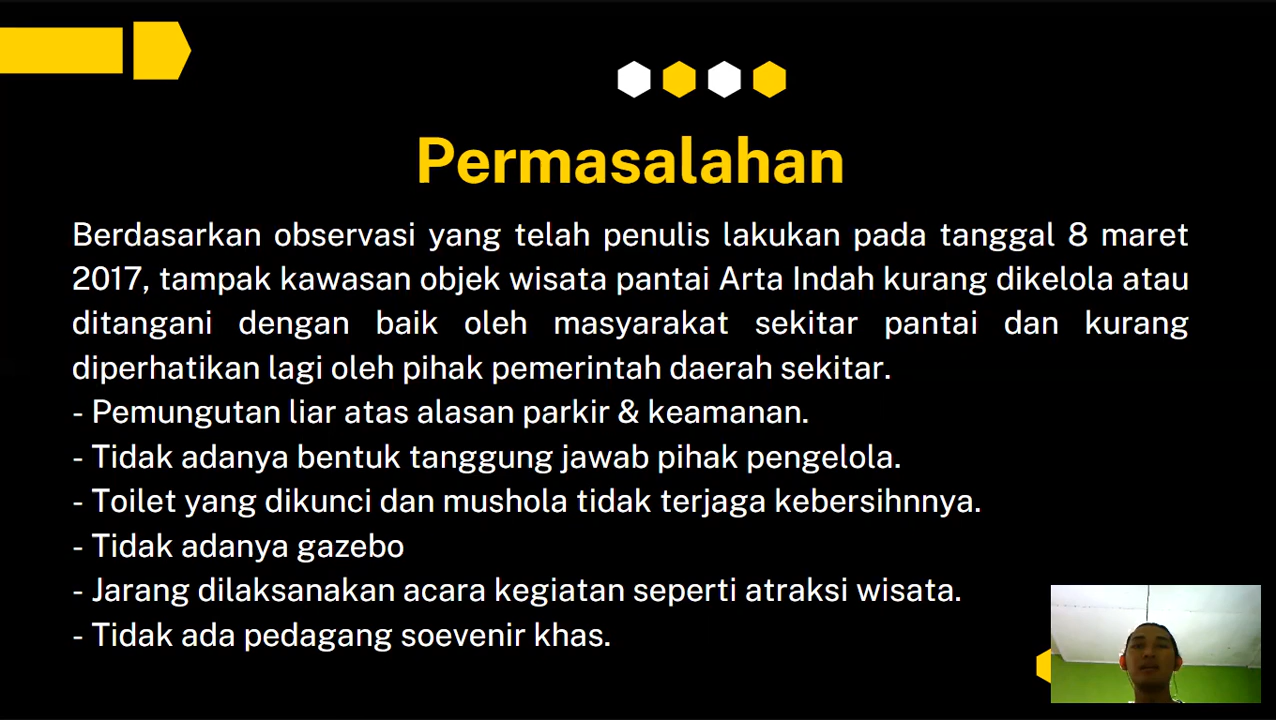 Permasalahan
Berdasarkan observasi yang telah penulis lakukan pada tanggal 8 maret
2017, tampak kawasan objek wisata pantai Arta Indah kurang dikelola atau
ditangani dengan baik oleh masyarakat sekitar pantai dan kurang
diperhatikan lagi oleh pihak pemerintah daerah sekitar.
- Pemungutan liar atas alasan parkir & keamanan.
- Tidak adanya bentuk tanggung jawab pihak pengelola.
- Toilet yang dikunci dan mushola tidak terjaga kebersihnnya.
- Tidak adanya gazebo
- Jarang dilaksanakan acara kegiatan seperti atraksi wisata.
- Tidak ada pedagang soevenir khas.